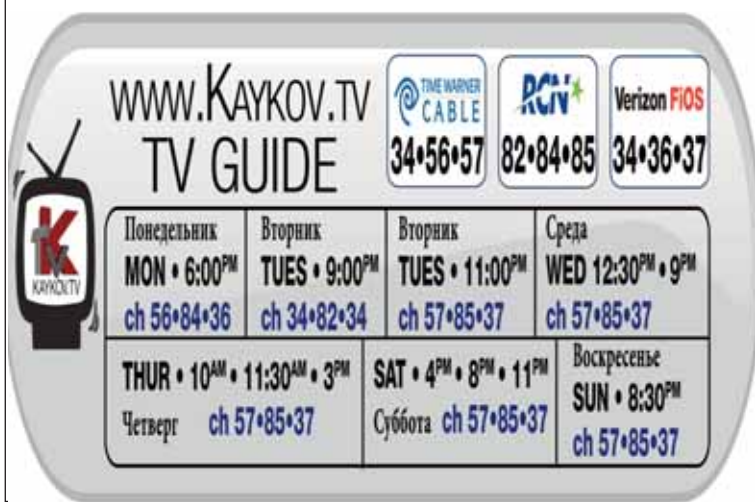 WWW.KAYKOV.TV
TV GUIDE
TIME WARNER
CABLE
34•56•57
RCN
82•84•85
Verizon FiOS
34•36•37
K
TV
KAYKOV.TV
Понедельник
MON • 6:00PM
ch 56•84•36
Вторник
TUES • 9:00PM
ch 34•82•34
Вторник
TUES • 11:00PM
ch 57•85•37
Среда
WED 12:30PM • 9PM
ch 57•85•37
THUR • 10AM • 11:30AM • 3PM
Четверг ch 57•85•37
SAT • 4PM • 8PM • 11PM
Суббота ch 57•85•37
Воскресенье
SUN • 8:30PM
ch 57•85•37